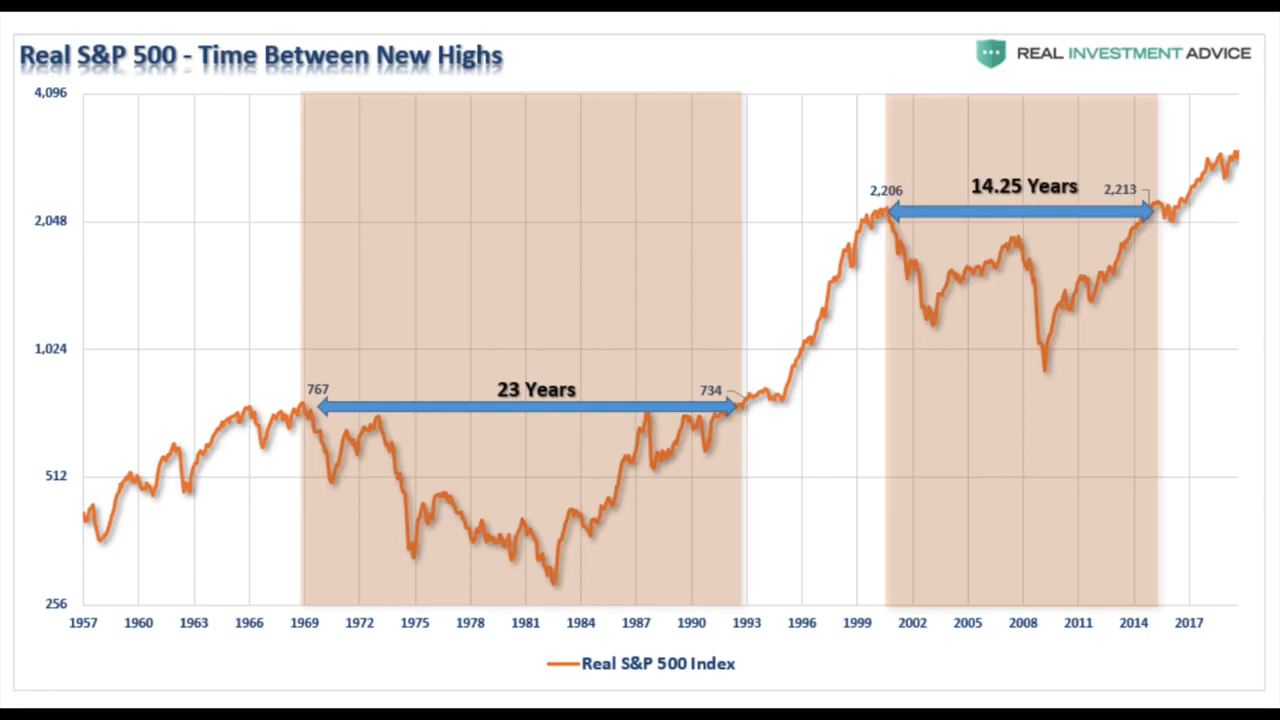 Real S&P 500 - Time Between New Highs
REAL INVESTMENT ADVICE
4,096
2,048
1,024
512
256
2,206
14.25 Years
2,213
767
23 Years
734
1957 1960 1963 1966 1969 1972 1975 1978 1981 1984 1987 1990 1993 1996 1999 2002 2005 2008 2011 2014 2017
Real S&P 500 Index